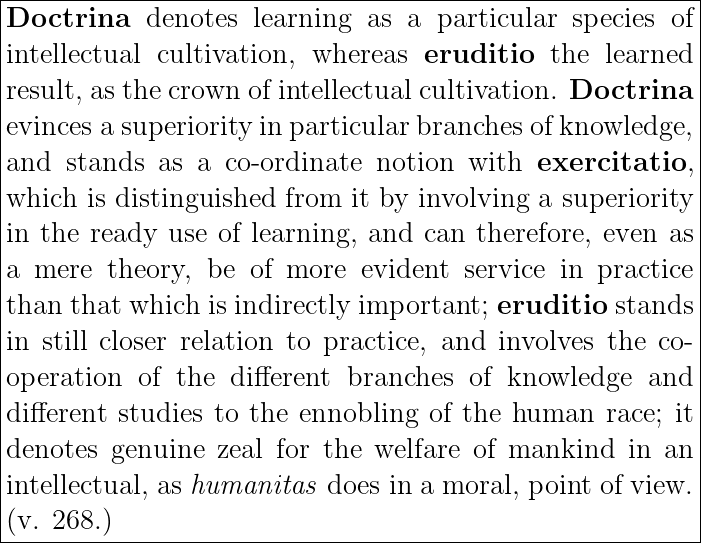 Doctrina denotes learning as a particular species of
intellectual cultivation, whereas eruditio the learned
result, as the crown of intellectual cultivation. Doctrina
evinces a superiority in particular branches of knowledge,
and stands as a co-ordinate notion with exercitatio,
which is distinguished from it by involving a superiority
in the ready use of learning, and can therefore, even as
a mere theory, be of more evident service in practice
than that which is indirectly important; eruditio stands
in still closer relation to practice, and involves the co-
operation of the different branches of knowledge and
different studies to the ennobling of the human race; it
denotes genuine zeal for the welfare of mankind in an
intellectual, as humanitas does in a moral, point of view.
(v. 268.)